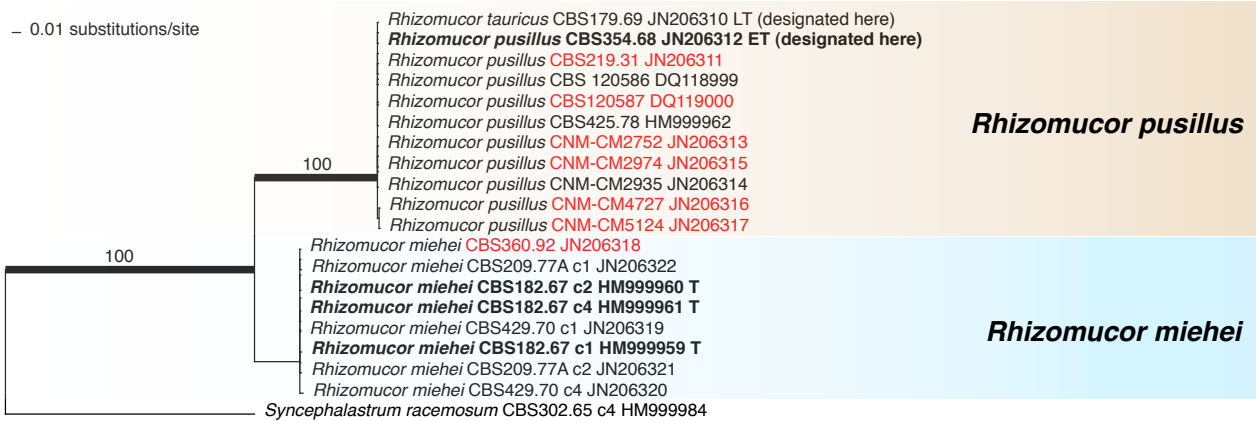 Rhizomucor tauricus CBS179.69 JN206310 LT (designated here)
0.01 substitutions/site
Rhizomucor pusillus CBS354.68 JN206312 ET (designated here)
Rhizomucor pusillus CBS219.31 JN206311
Rhizomucor pusillus CBS 120586 DQ118999
Rhizomucor pusillus CBS120587 DQ119000
Rhizomucor pusillus CBS425.78 HM999962
Rhizomucor pusillus
Rhizomucor pusillus CNM-CM2752 JN206313
100
Rhizomucor pusillus CNM-CM2974 JN206315
Rhizomucor pusillus CNM-CM2935 JN206314
Rhizomucor pusillus CNM-CM4727 JN206316
Rhizomucor pusillus CNM-CM5124 JN206317
Rhizomucor miehei CBS360.92 JN206318
100
Rhizomucor miehei CBS209.77A c1 JN206322
Rhizomucor miehei CBS182.67 c2 HM999960 T
Rhizomucor miehei CBS182.67 c4 HM999961 T
Rhizomucor miehei CBS429.70 c1 JN206319
Rhizomucor miehei
Rhizomucor miehei CBS182.67 c1 HM999959 T
Rhizomucor miehei CBS209.77A c2 JN206321
Rhizomucor miehei CBS429.70 c4 JN206320
Syncephalastrum racemosum CBS302.65 c4 HM999984